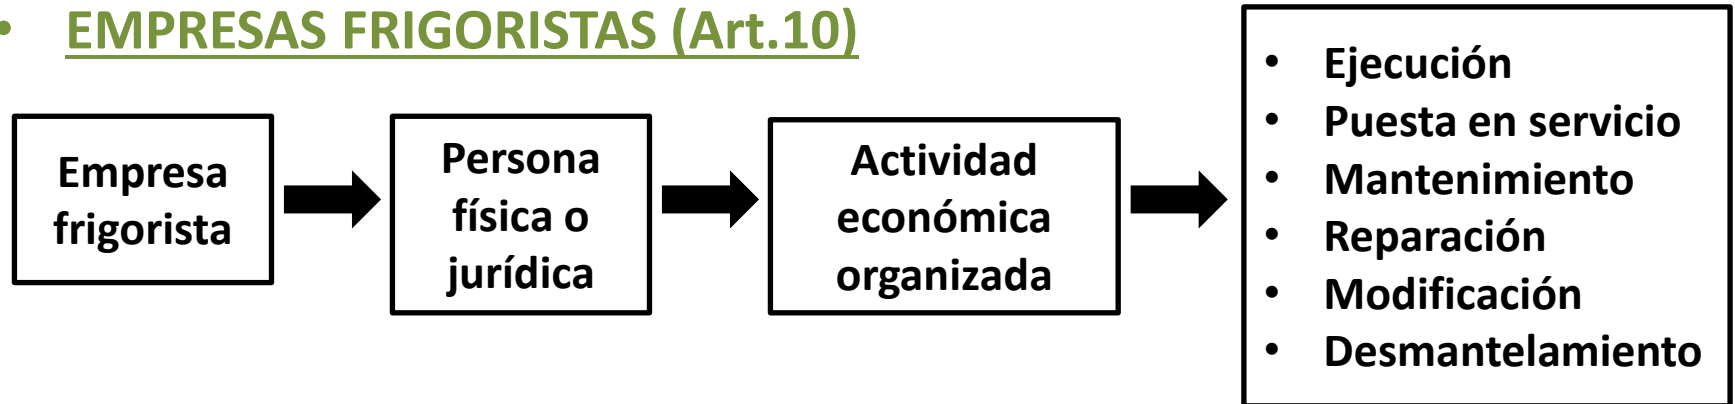 • EMPRESAS FRIGORISTAS (Art.10)
Empresa
frigorista
Persona
física o
jurídica
Actividad
económica
organizada
• Ejecución
• Puesta en servicio
• Mantenimiento
• Reparación
• Modificación
• Desmantelamiento